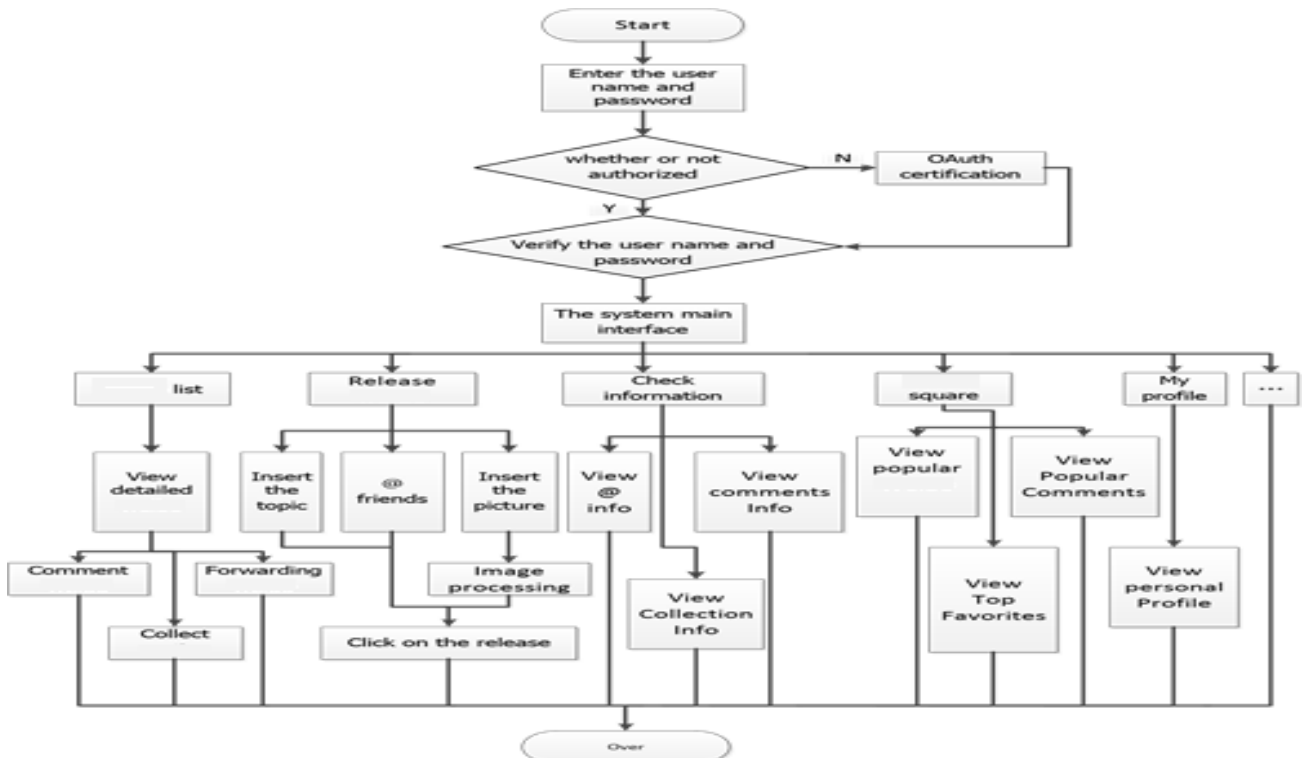 Start
Enter the user
name and
password
whether or not
authorized
N
OAuth
certification
Y
Verify the user name and
password
The system main
interface
list
Release
Check
information
square
My
profile
...
View
detailed
Insert
the
topic
@
friends
Insert
the
picture
View
@
info
View
comments
Info
View
popular
View
Popular
Comments
Comment
Forwarding
Image
processing
Collect
Click on the release
View
Collection
Info
View
Top
Favorites
View
personal
Profile
Over